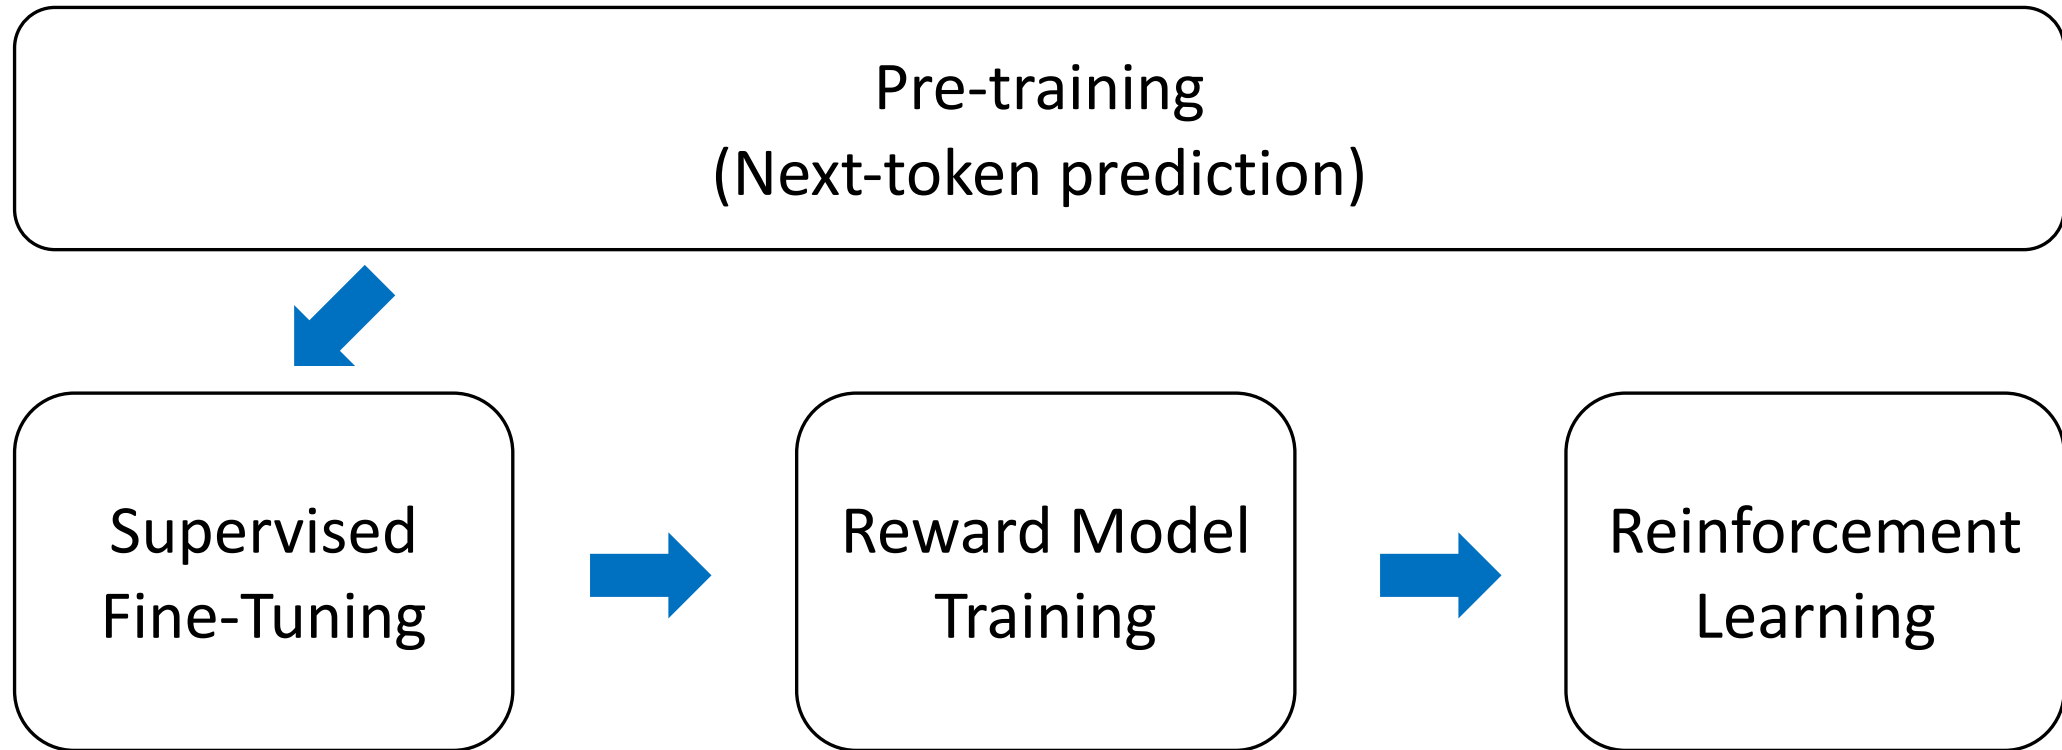 Pre-training
(Next-token prediction)
Supervised
Fine-Tuning
Reward Model
Training
Reinforcement
Learning